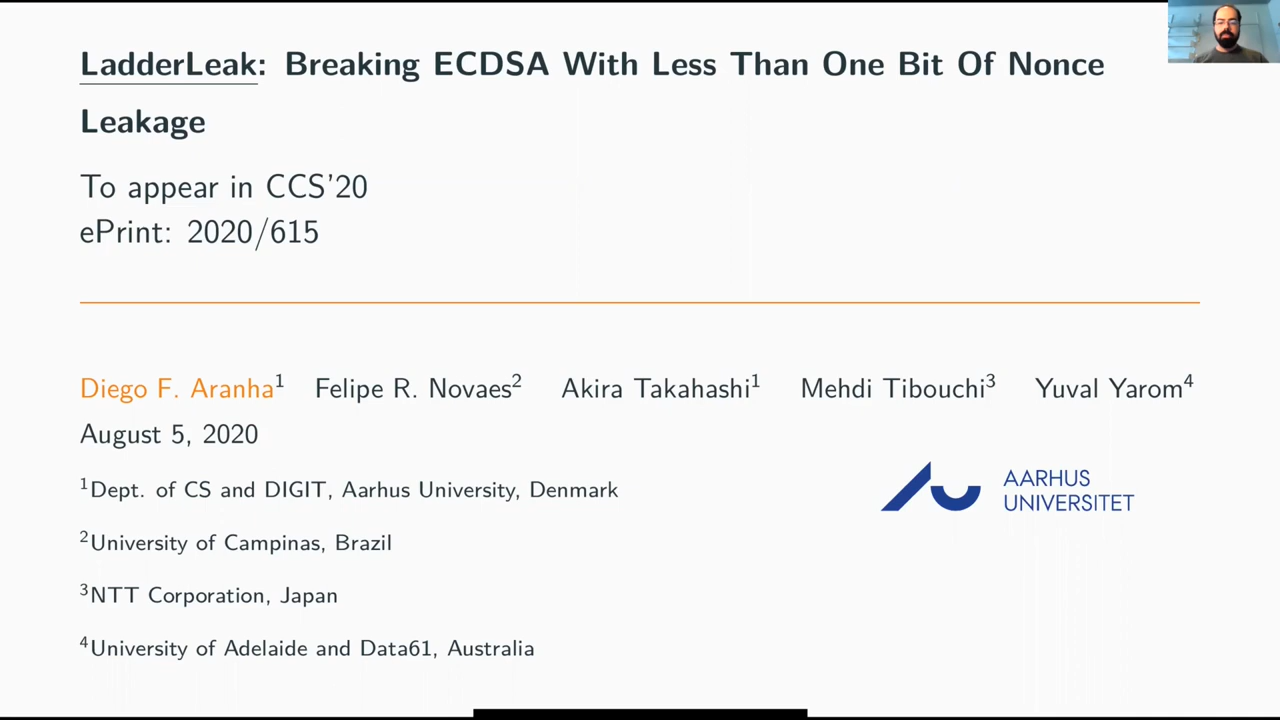 LadderLeak: Breaking ECDSA With Less Than One Bit Of Nonce
Leakage
To appear in CCS'20
ePrint: 2020/615
Diego F. Aranha1 Felipe R. Novaes2 Akira Takahashi1 Mehdi Tibouchi3 Yuval Yarom4
August 5, 2020
1Dept. of CS and DIGIT, Aarhus University, Denmark
2University of Campinas, Brazil
3NTT Corporation, Japan
4University of Adelaide and Data61, Australia
AARHUS
UNIVERSITET